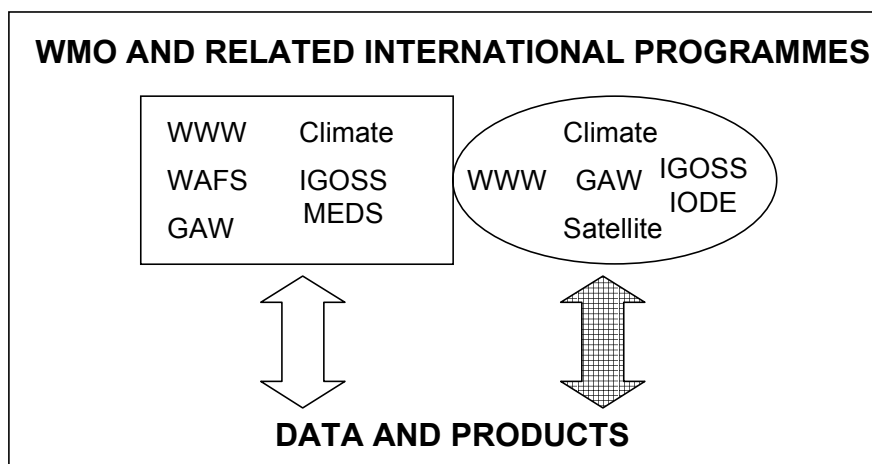 WMO AND RELATED INTERNATIONAL PROGRAMMES
WWW Climate
WAFS IGOSS
MEDS
GAW
Climate
WWW GAW IGOSS
IODE
Satellite
DATA AND PRODUCTS